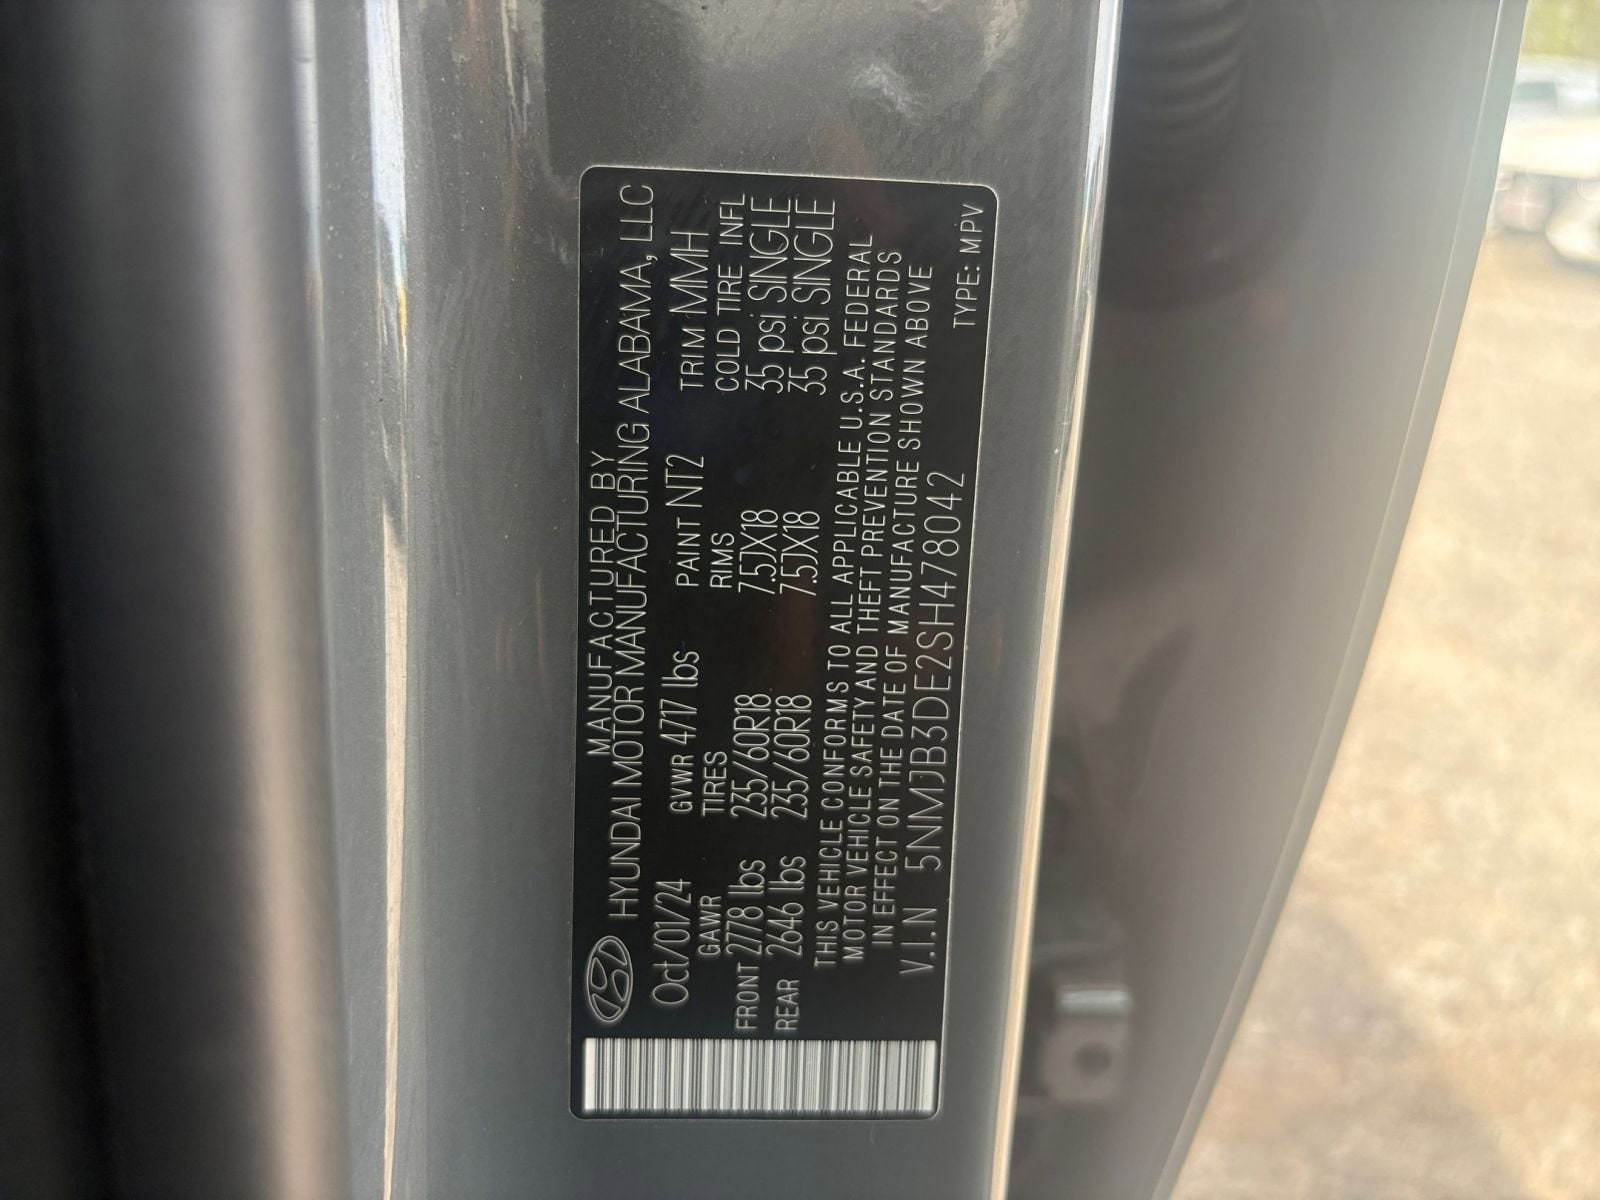 MANUFACTURED BY
HYUNDAI MOTOR MANUFACTURING ALABAMA, LLC
Oct/01/24 GVWR 4717 lbs PAINT NT2 TRIM MMH
GAWR TIRES RIMS COLD TIRE INFL
FRONT 2778 lbs 235/60R18 7.5JX18 35 psi SINGLE
REAR 2646 lbs 235/60R18 7.5JX18 35 psi SINGLE
THIS VEHICLE CONFORMS TO ALL APPLICABLE U.S.A. FEDERAL
MOTOR VEHICLE SAFETY AND THEFT PREVENTION STANDARDS
IN EFFECT ON THE DATE OF MANUFACTURE SHOWN ABOVE
V.I.N 5NMJB3DE2SH478042 TYPE: MPV